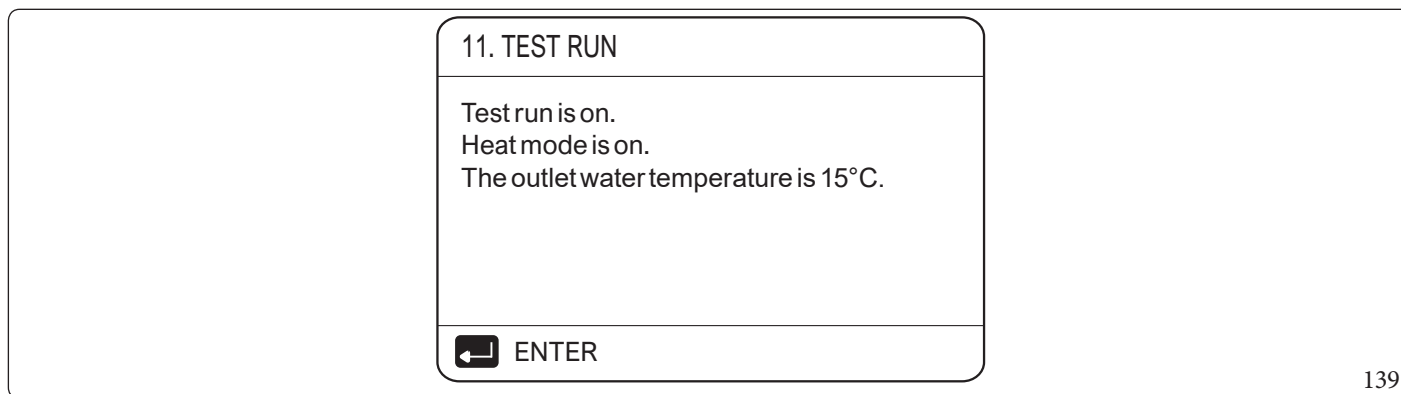 11. TEST RUN
Test run is on.
Heat mode is on.
The outlet water temperature is 15°C.
ENTER
139